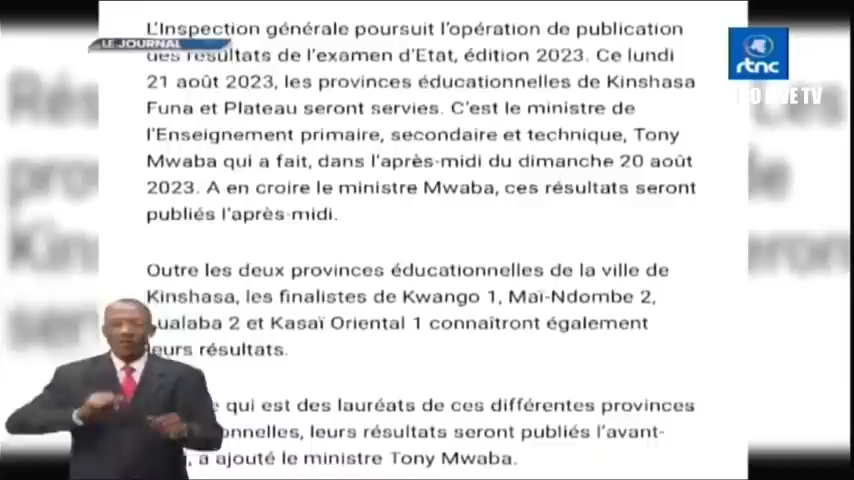 L'Inspection générale poursuit l'opération de publication
LE JOURNAL
des résultats de l'examen d'Etat, édition 2023. Ce lundi
21 août 2023, les provinces éducationnelles de Kinshasa
Funa et Plateau seront servies. C'est le ministre de
l'Enseignement primaire, secondaire et technique, Tony
Mwaba qui a fait, dans l'après-midi du dimanche 20 août
2023. A en croire le ministre Mwaba, ces résultats seront
publiés l'après-midi.
Outre les deux provinces éducationnelles de la ville de
Kinshasa, les finalistes de Kwango 1, Maï-Ndombe 2,
ualaba 2 et Kasaï Oriental 1 connaîtront également
leurs résultats.
qui est des lauréats de ces différentes provinces
onnelles, leurs résultats seront publiés l'avant-
, a ajouté le ministre Tony Mwaba.
rtnc
TV